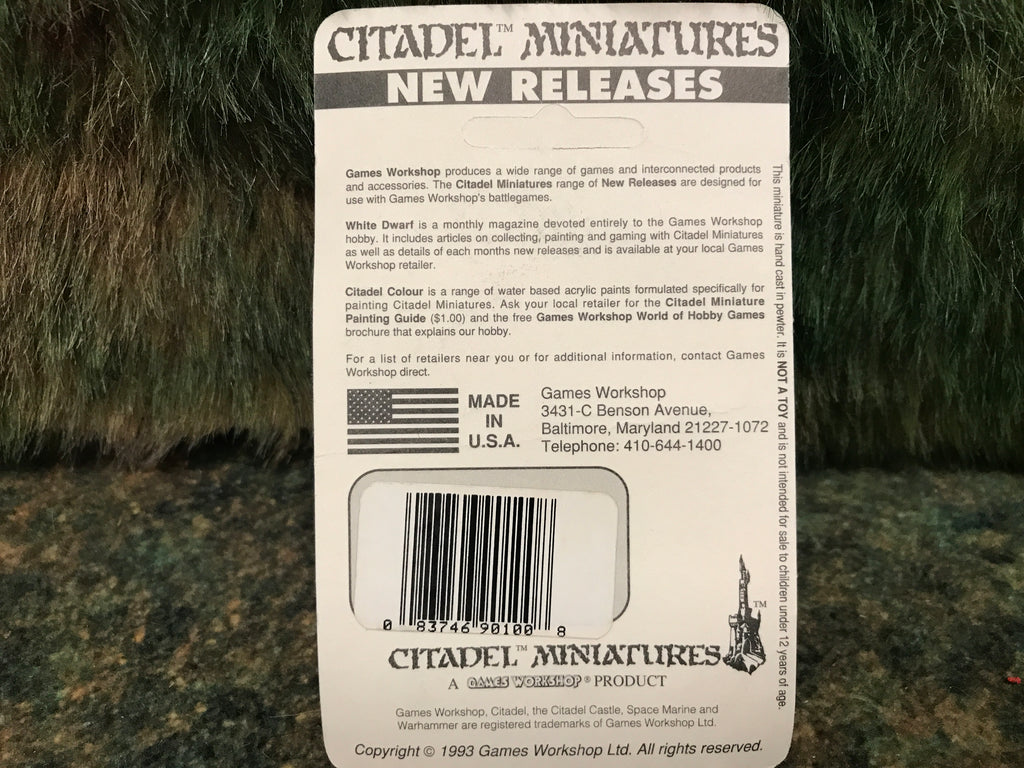 CITADEL™ MINIATURES
NEW RELEASES
Games Workshop produces a wide range of games and interconnected products
and accessories. The Citadel Miniatures range of New Releases are designed for
use with Games Workshop's battlegames.
White Dwarf is a monthly magazine devoted entirely to the Games Workshop
hobby. It includes articles on collecting, painting and gaming with Citadel Miniatures
as well as details of each months new releases and is available at your local Games
Workshop retailer.
Citadel Colour is a range of water based acrylic paints formulated specifically for
painting Citadel Miniatures. Ask your local retailer for the Citadel Miniature
Painting Guide ($1.00) and the free Games Workshop World of Hobby Games
brochure that explains our hobby.
For a list of retailers near you or for additional information, contact Games
Workshop direct.
MADE
IN
U.S.A.
Games Workshop
3431-C Benson Avenue,
Baltimore, Maryland 21227-1072
Telephone: 410-644-1400
This miniature is hand cast in pewter. It is NOT A TOY and is not intended for sale to children under 12 years of age.
0 83746 90100 8
TM
CITADEL™ MINIATURES
A GAMES WORKSHOP® PRODUCT
Games Workshop, Citadel, the Citadel Castle, Space Marine and
Warhammer are registered trademarks of Games Workshop Ltd.
Copyright © 1993 Games Workshop Ltd. All rights reserved.